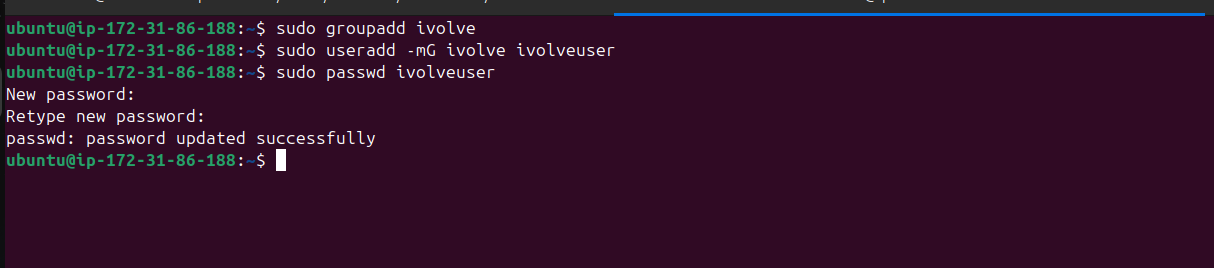 ubuntu@ip-172-31-86-188:~$ sudo groupadd ivolve
ubuntu@ip-172-31-86-188:~$ sudo useradd -mG ivolve ivolveuser
ubuntu@ip-172-31-86-188:~$ sudo passwd ivolveuser
New password:
Retype new password:
passwd: password updated successfully
ubuntu@ip-172-31-86-188:~$